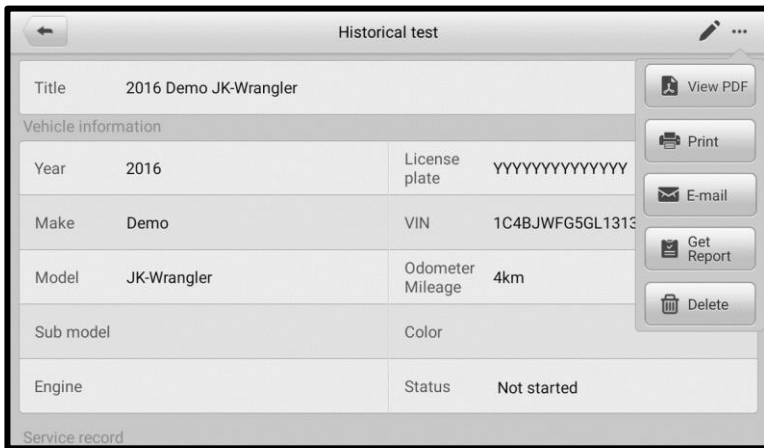 Historical test
Title 2016 Demo JK-Wrangler
View PDF
Vehicle information
Print
Year 2016 License plate YYYYYYYYYYYYYY
E-mail
Make Demo VIN 1C4BJWFG5GL1313
Get Report
Model JK-Wrangler Odometer Mileage 4km
Delete
Sub model Color
Engine Status Not started
Service record